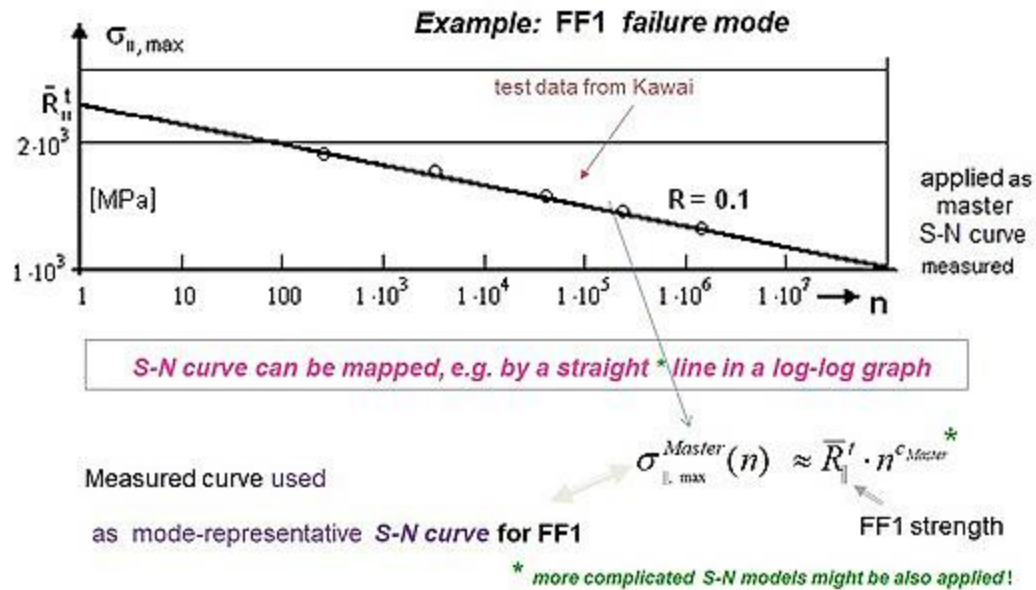 Example: FF1 failure mode
σ॥, max
test data from Kawai
R̄ᵗ॥
2·10³
[MPa]
R = 0.1
applied as
master
S-N curve
measured
1·10³
1 10 100 1·10³ 1·10⁴ 1·10⁵ 1·10⁶ 1·10⁷ n
S-N curve can be mapped, e.g. by a straight * line in a log-log graph
σ ∥, max Master (n) ≈ R̄ ∥ t · n c Master *
Measured curve used
FF1 strength
as mode-representative S-N curve for FF1
* more complicated S-N models might be also applied!